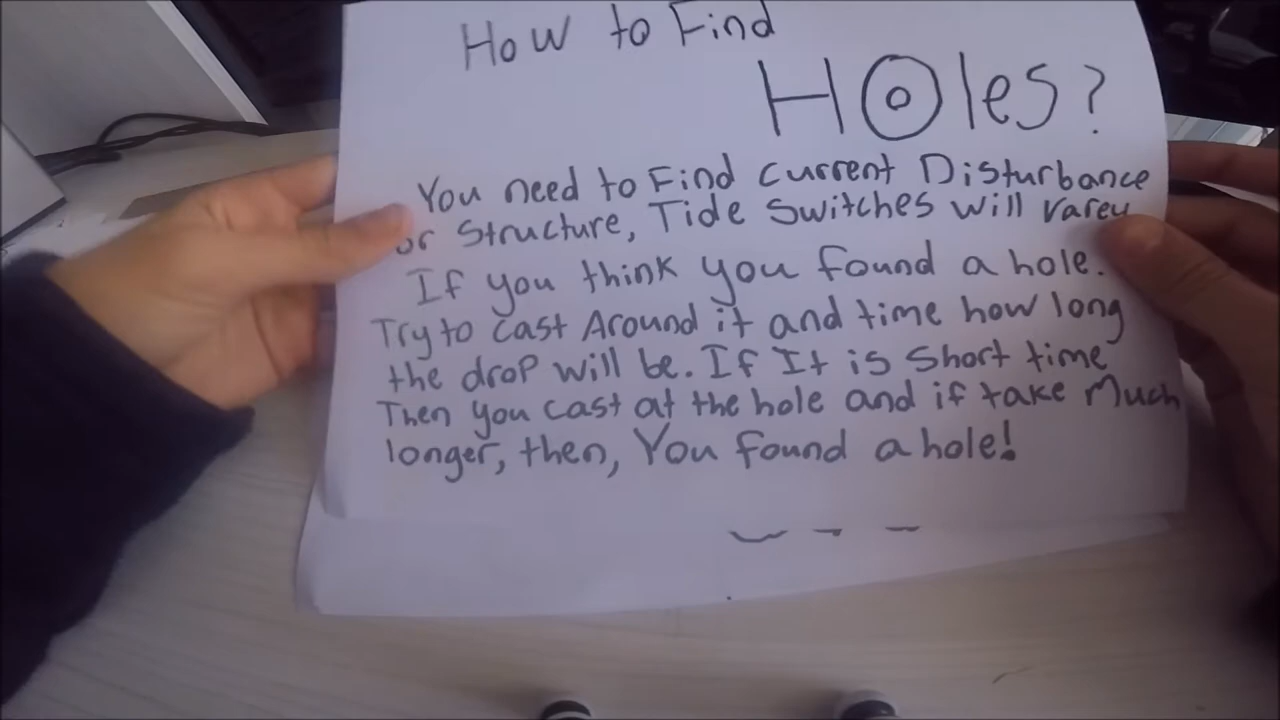 How to Find
Holes?
You need to Find current Disturbance
or Structure, Tide Switches will varey
If you think you found a hole.
Try to cast Around it and time how long
the drop will be. If It is Short time
Then you cast at the hole and if take Much
longer, then, You found a hole!